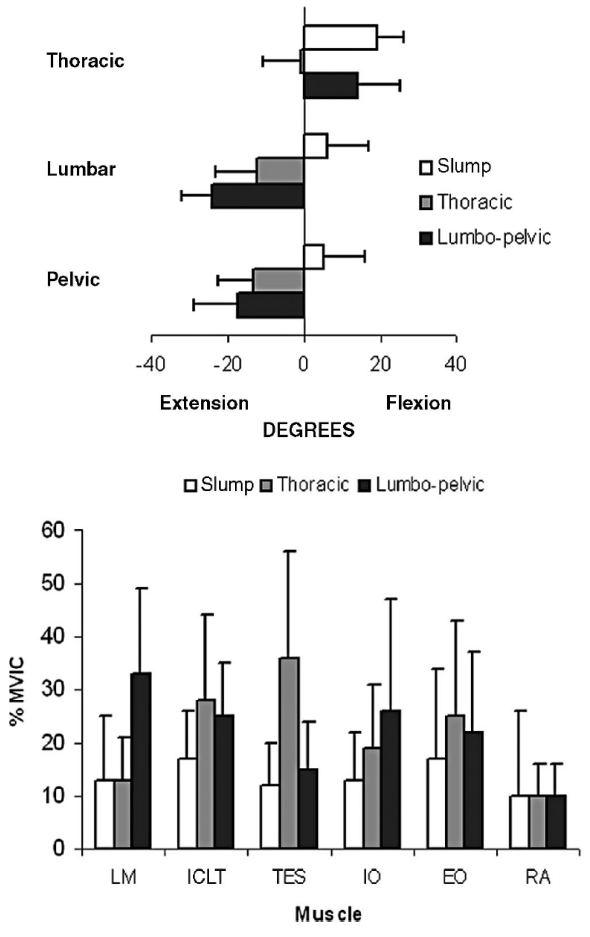 Thoracic
Lumbar
Slump
Thoracic
Lumbo-pelvic
Pelvic
-40 -20 0 20 40
Extension Flexion
DEGREES
Slump Thoracic Lumbo-pelvic
60
50
40
30
20
10
0
% MVIC
LM ICLT TES IO EO RA
Muscle